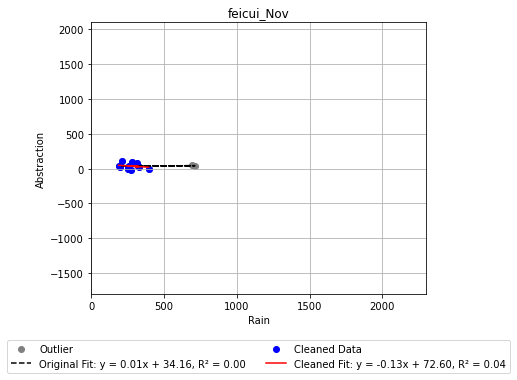 feicui_Nov
2000
1500
1000
500
0
−500
−1000
−1500
Abstraction
0 500 1000 1500 2000
Rain
Outlier Cleaned Data
Original Fit: y = 0.01x + 34.16, R² = 0.00 Cleaned Fit: y = -0.13x + 72.60, R² = 0.04